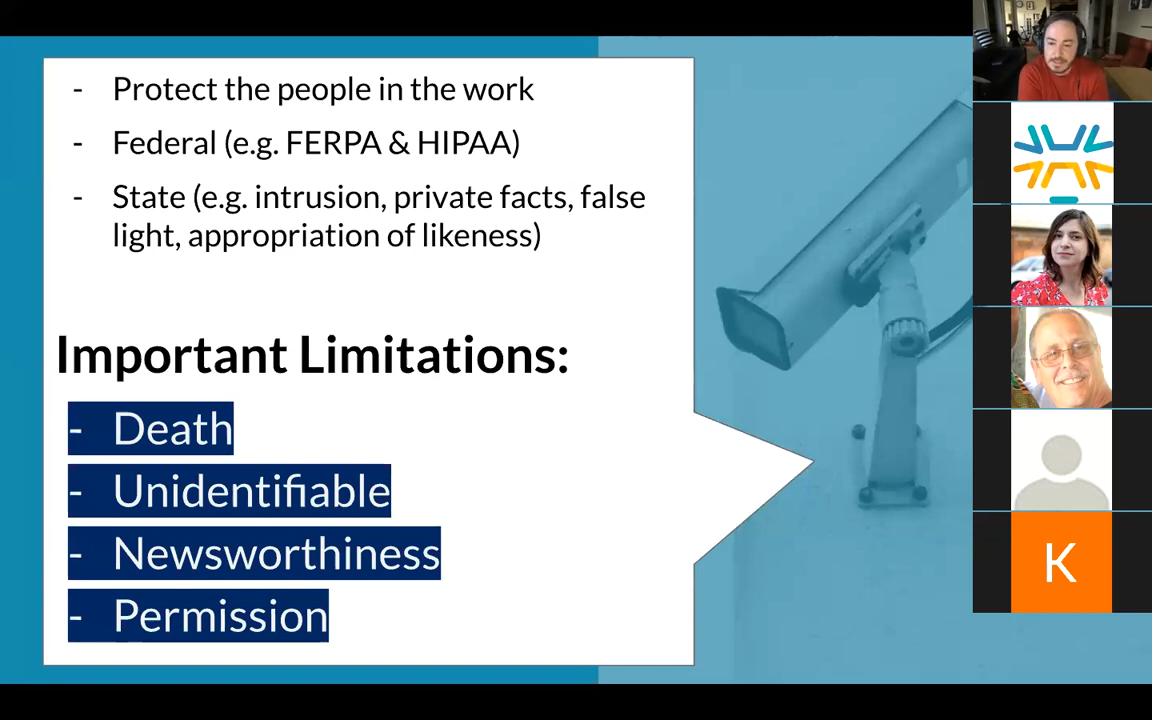 - Protect the people in the work
- Federal (e.g. FERPA & HIPAA)
- State (e.g. intrusion, private facts, false
light, appropriation of likeness)
Important Limitations:
- Death
- Unidentifiable
- Newsworthiness
- Permission
K